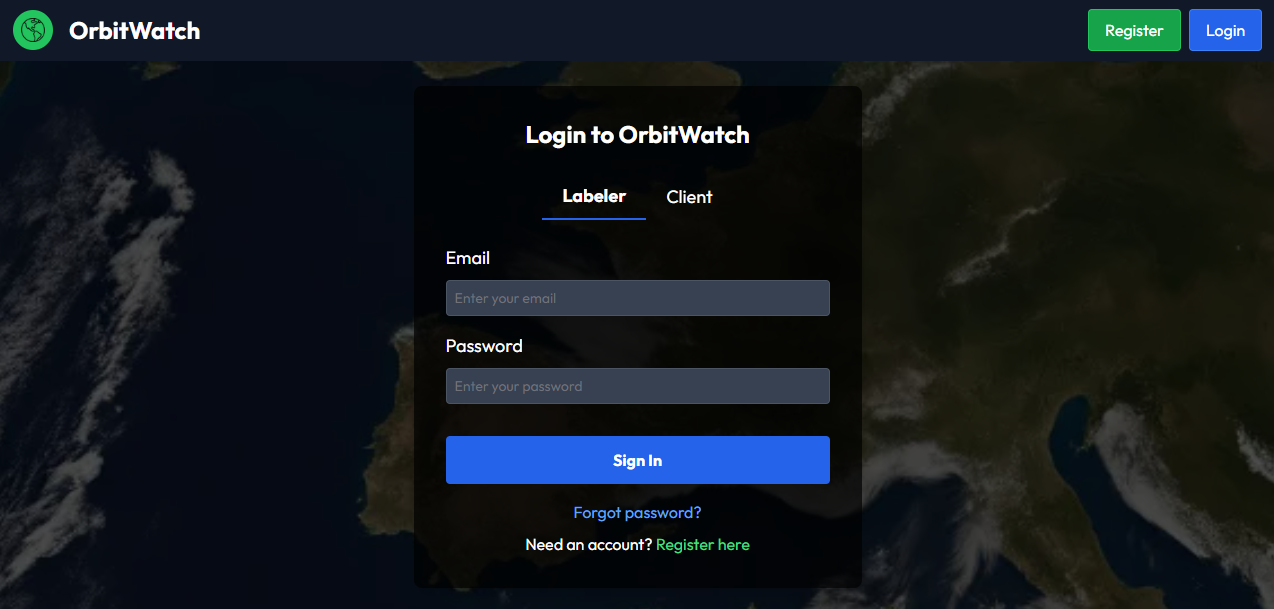 OrbitWatch
Register
Login
Login to OrbitWatch
Labeler
Client
Email
Enter your email
Password
Enter your password
Sign In
Forgot password?
Need an account? Register here